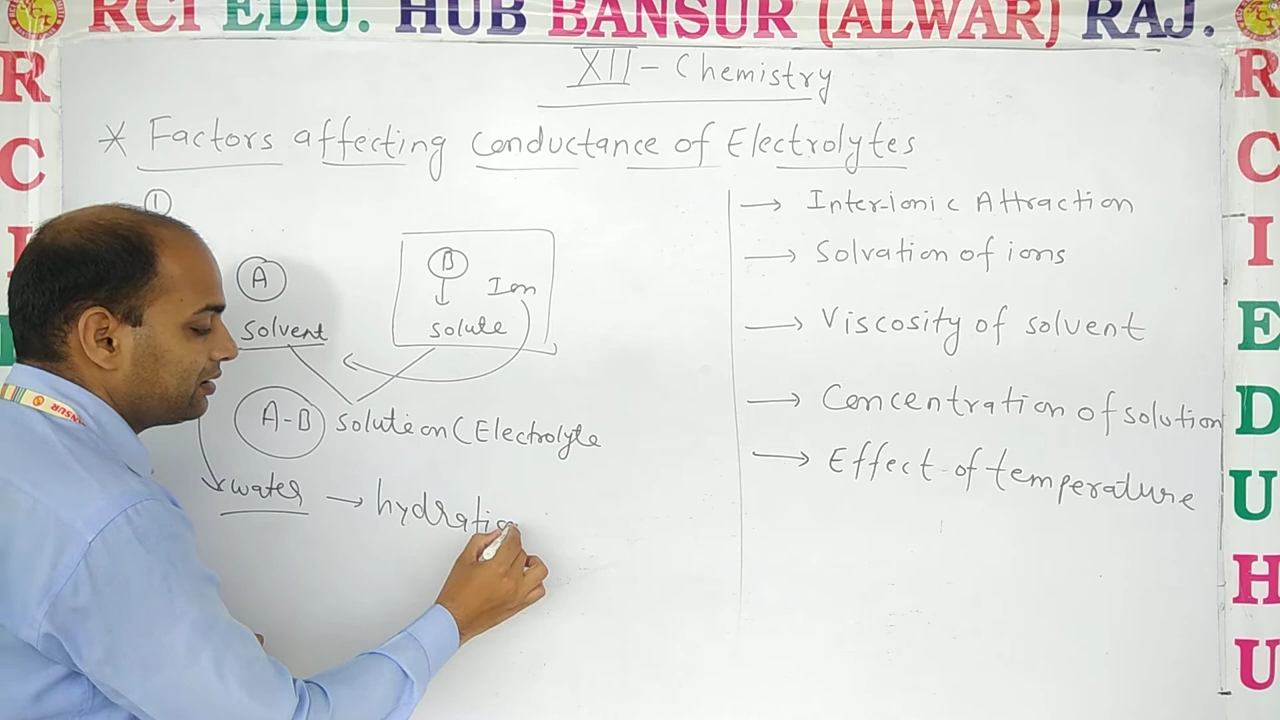 RCI EDU. HUB BANSUR (ALWAR) RAJ.
XII - Chemistry
* Factors affecting Conductance of Electrolytes
①
A
Solvent
B
Ion
Solute
A-B Solution (Electrolyte
water → hydratio
→ Inter-ionic Attraction
→ Solvation of ions
→ Viscosity of solvent
→ Concentration of solution
→ Effect of temperature
R
C
I
E
R
C
I
E
D
U
H
U